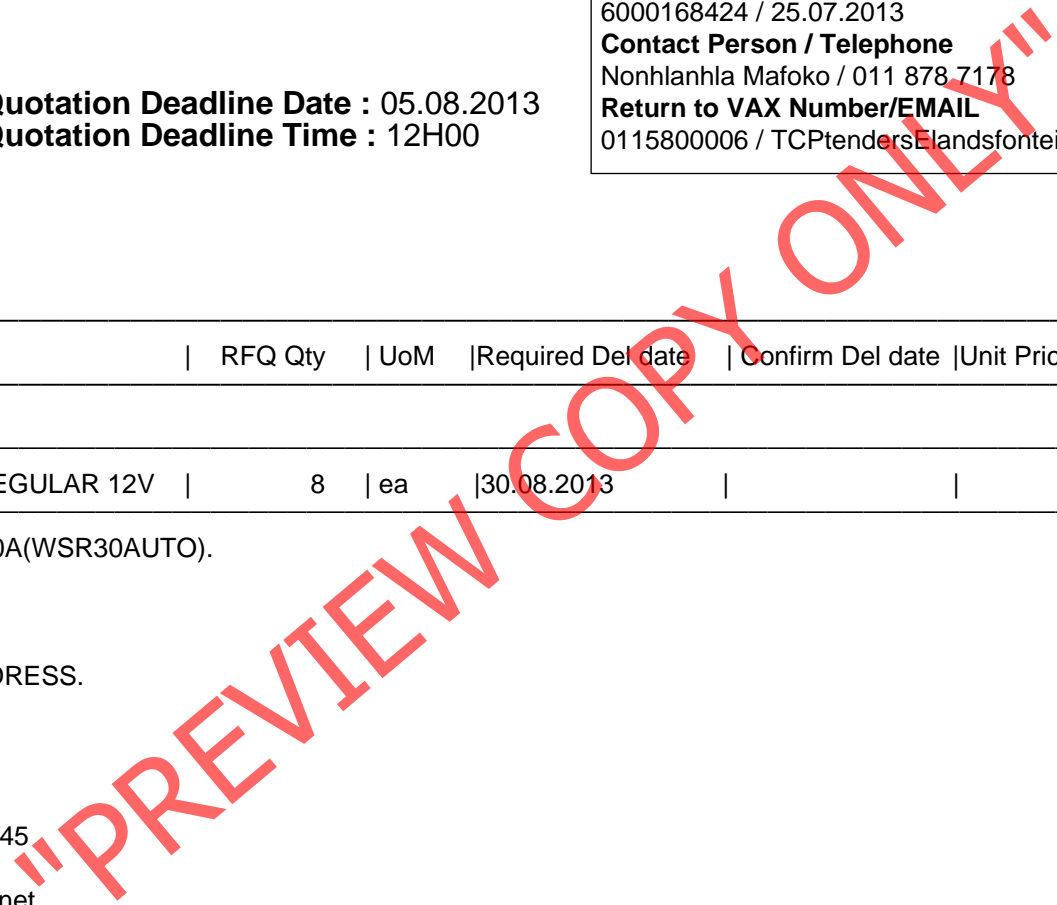 6000168424 / 25.07.2013
Contact Person / Telephone
Nonhlanhla Mafoko / 011 878 7178
Quotation Deadline Date : 05.08.2013
Return to VAX Number/EMAIL
Quotation Deadline Time : 12H00
0115800006 / TCPtendersElandsfontei
| RFQ Qty | UoM |Required Del date | Confirm Del date |Unit Pric
EGULAR 12V | 8 | ea |30.08.2013 | |
0A(WSR30AUTO).
DRESS.
45
net
"PREVIEW COPY ONLY"